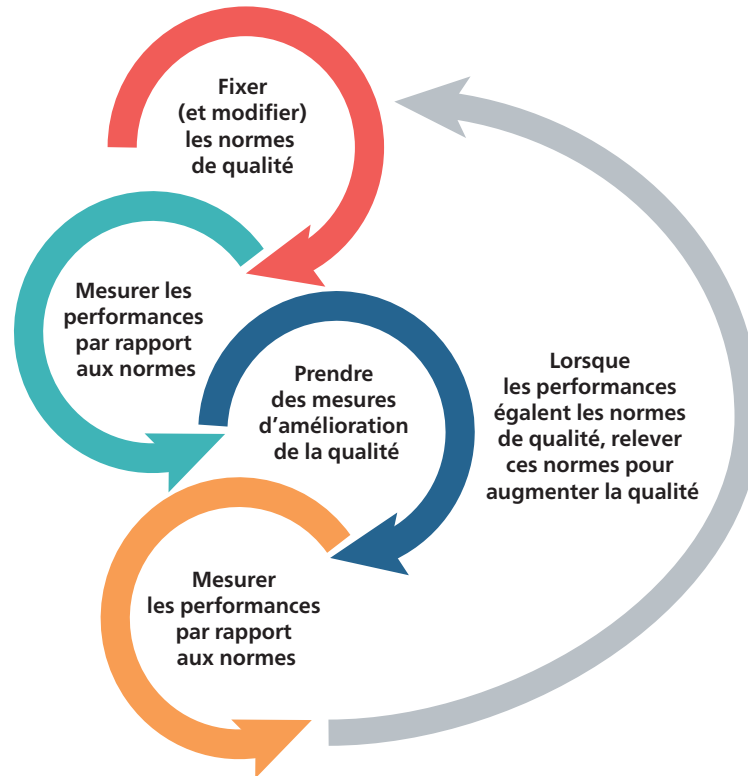 Fixer
(et modifier)
les normes
de qualité
Mesurer les
performances
par rapport
aux normes
Prendre
des mesures
d'amélioration
de la qualité
Lorsque
les performances
égalent les normes
de qualité, relever
ces normes pour
augmenter la qualité
Mesurer
les performances
par rapport
aux normes